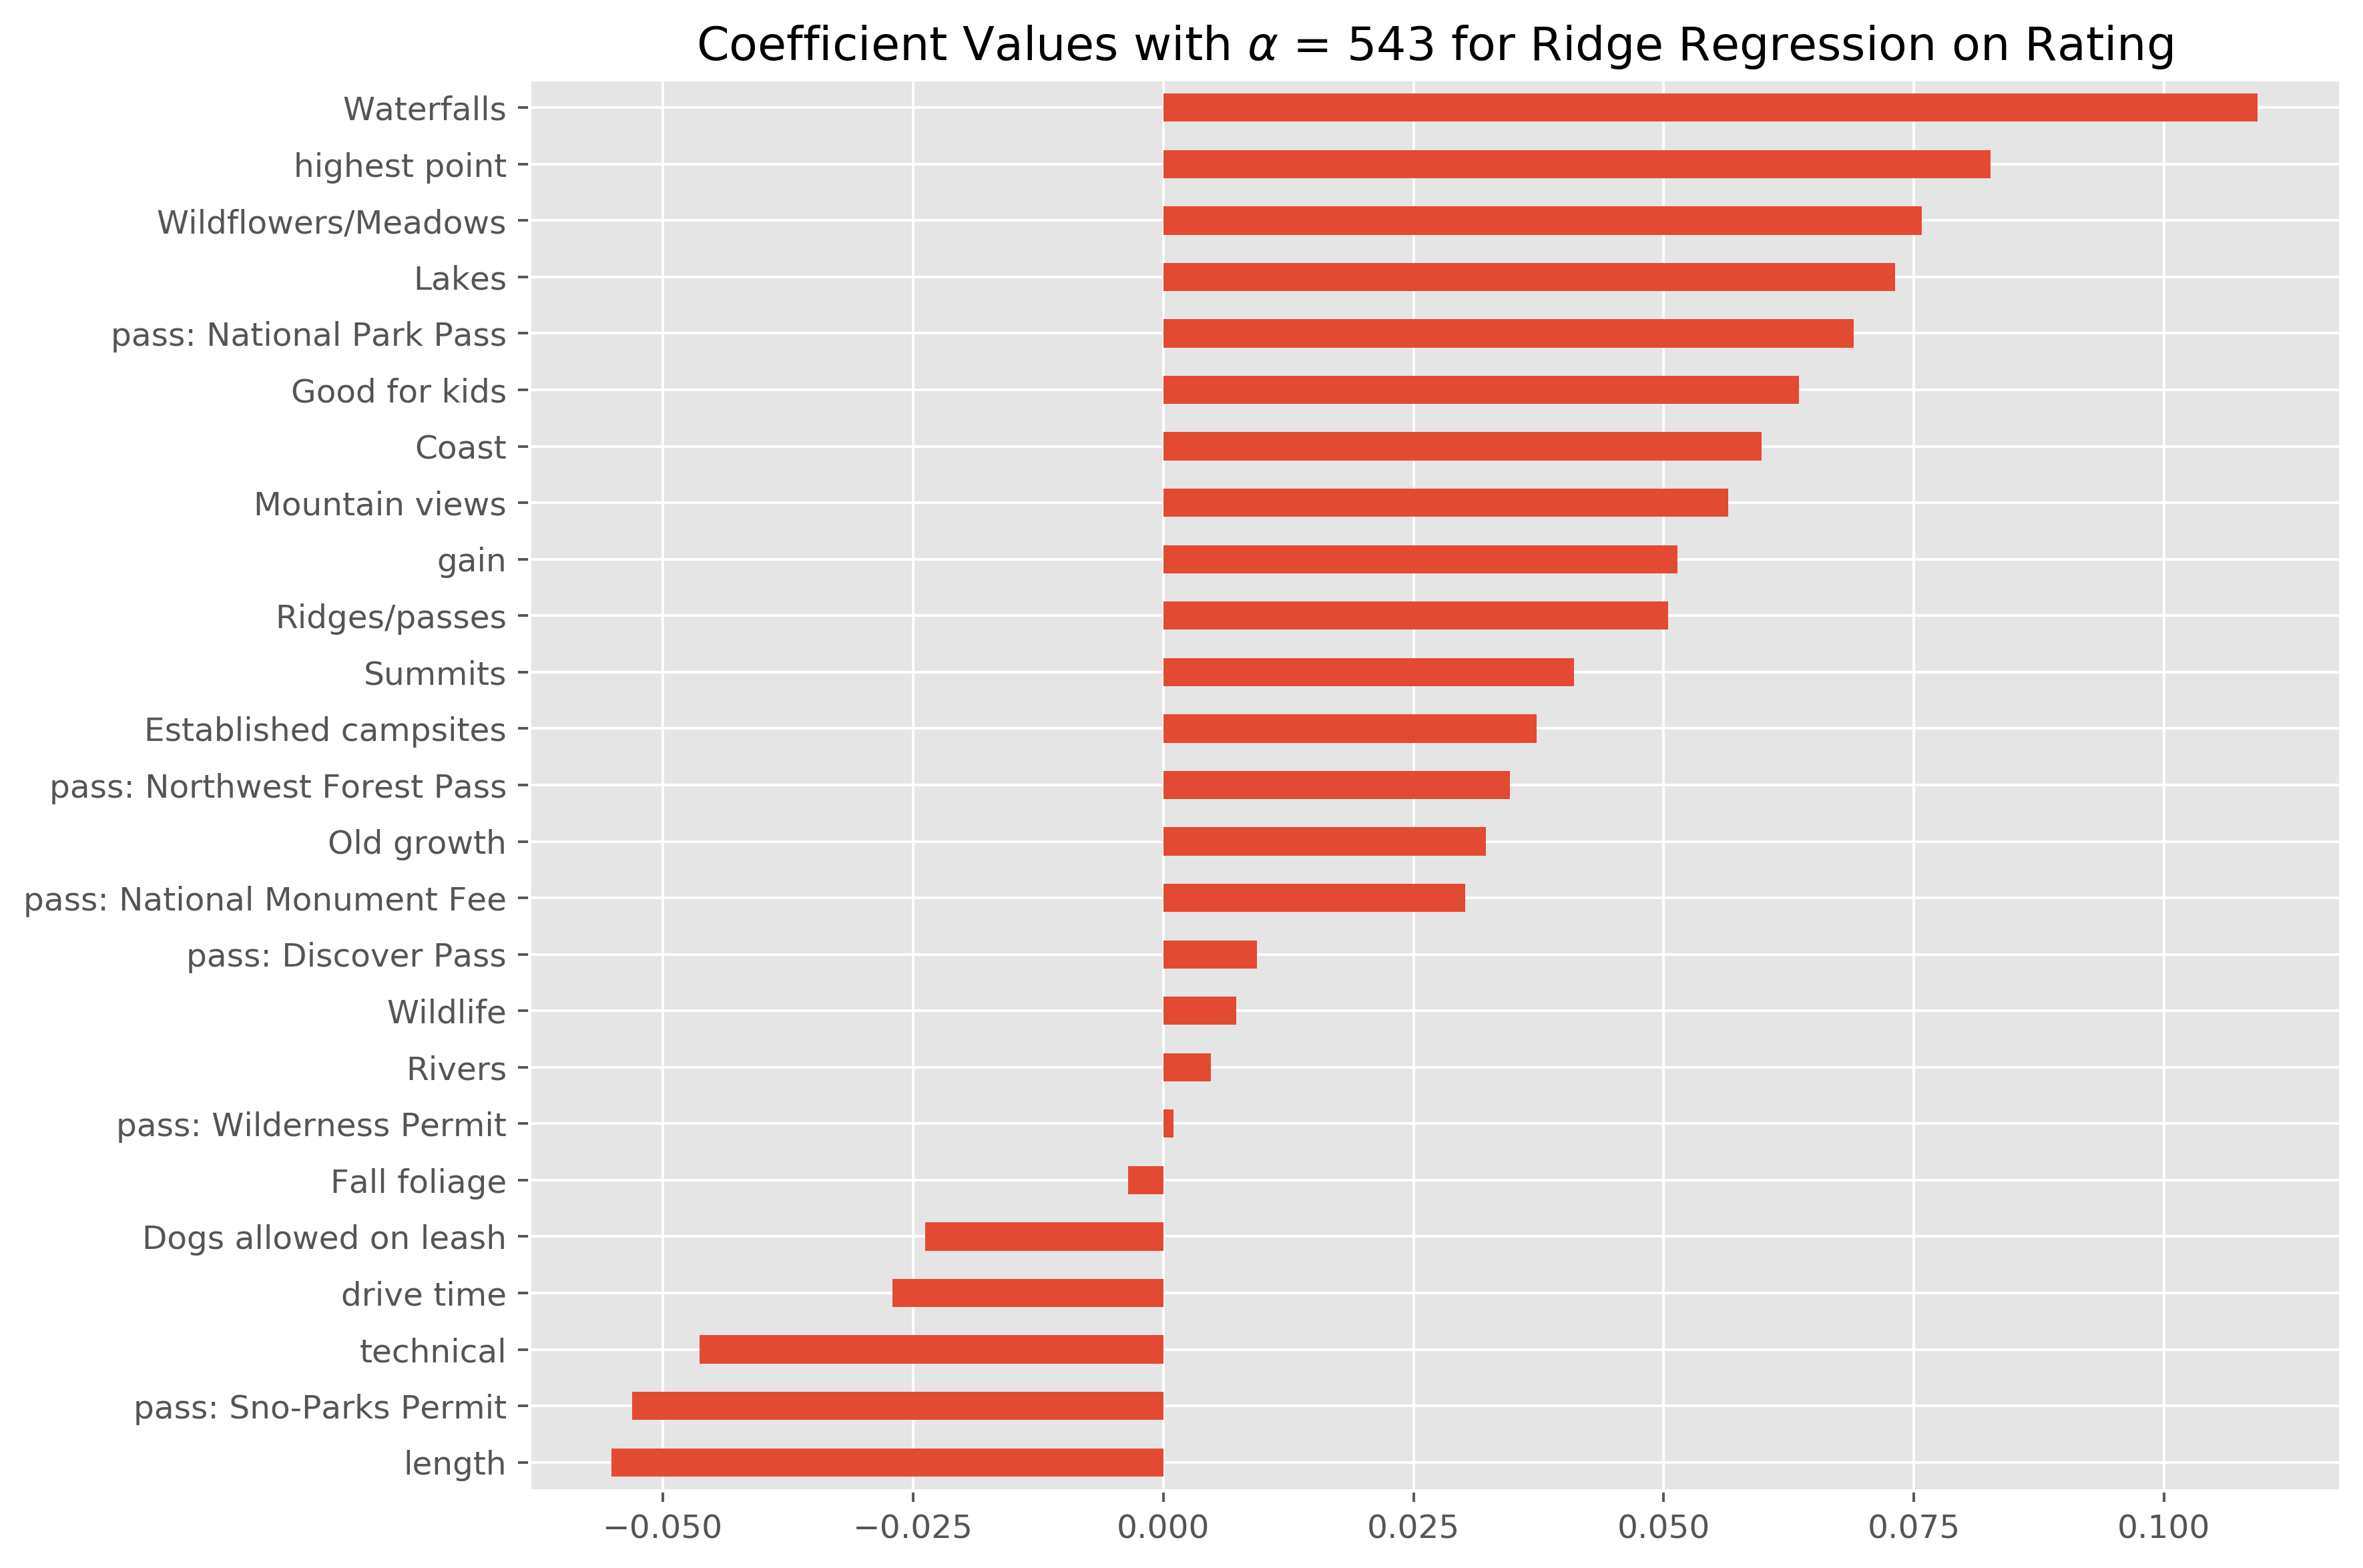 Coefficient Values with α = 543 for Ridge Regression on Rating
Waterfalls
highest point
Wildflowers/Meadows
Lakes
pass: National Park Pass
Good for kids
Coast
Mountain views
gain
Ridges/passes
Summits
Established campsites
pass: Northwest Forest Pass
Old growth
pass: National Monument Fee
pass: Discover Pass
Wildlife
Rivers
pass: Wilderness Permit
Fall foliage
Dogs allowed on leash
drive time
technical
pass: Sno-Parks Permit
length
−0.050 −0.025 0.000 0.025 0.050 0.075 0.100